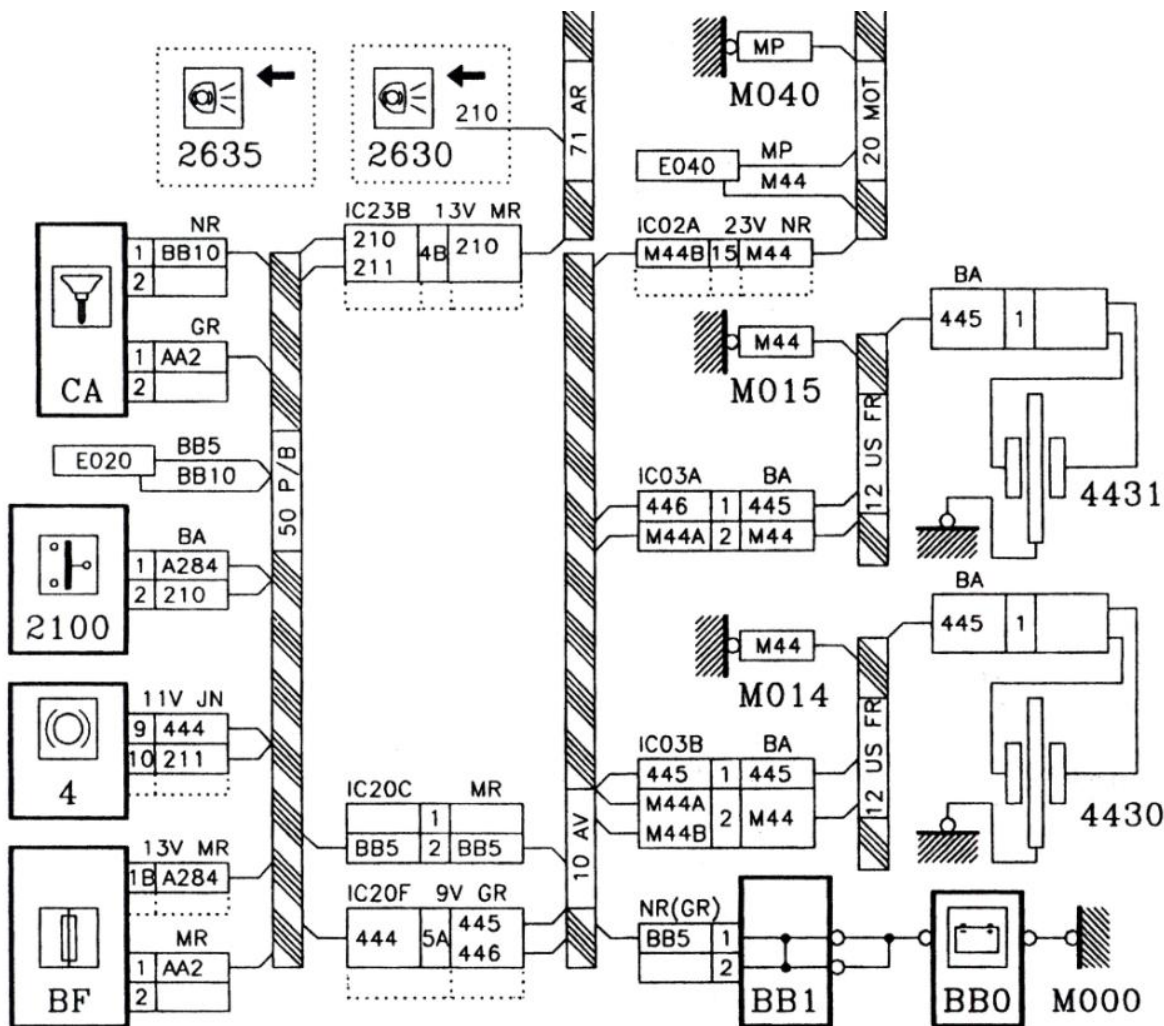 2635
210
2630
71 AR
MP
M040
20 MOT
E040
MP
M44
NR
1 BB10
2
GR
1 AA2
2
CA
IC23B 13V MR
210 4B 210
211
IC02A 23V NR
M44B 15 M44
M44
M015
BA
445 1
12 US FR
4431
E020
BB5
BB10
50 P/B
IC03A BA
446 1 445
M44A 2 M44
BA
1 A284
2 210
2100
BA
445 1
M44
M014
12 US FR
4430
11V JN
9 444
10 211
4
IC03B BA
445 1 445
M44A 2 M44
M44B
IC20C MR
1
BB5 2 BB5
10 AV
13V MR
1B A284
MR
1 AA2
2
BF
IC20F 9V GR
444 5A 445
446
NR(GR)
BB5 1
2
BB1
BB0
M000